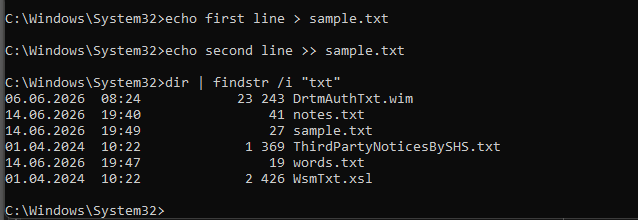 C:\Windows\System32>echo first line > sample.txt
C:\Windows\System32>echo second line >> sample.txt
C:\Windows\System32>dir | findstr /i "txt"
06.06.2026  08:24            23 243 DrtmAuthTxt.wim
14.06.2026  19:40                41 notes.txt
14.06.2026  19:49                27 sample.txt
01.04.2024  10:22             1 369 ThirdPartyNoticesBySHS.txt
14.06.2026  19:47                19 words.txt
01.04.2024  10:22             2 426 WsmTxt.xsl
C:\Windows\System32>